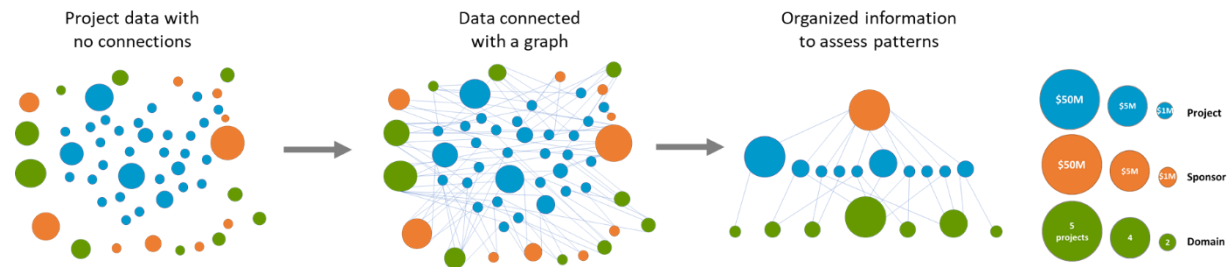 Project data with
no connections
Data connected
with a graph
Organized information
to assess patterns
$50M
$5M
$1M
Project
$50M
$5M
$1M
Sponsor
5
projects
4
2
Domain